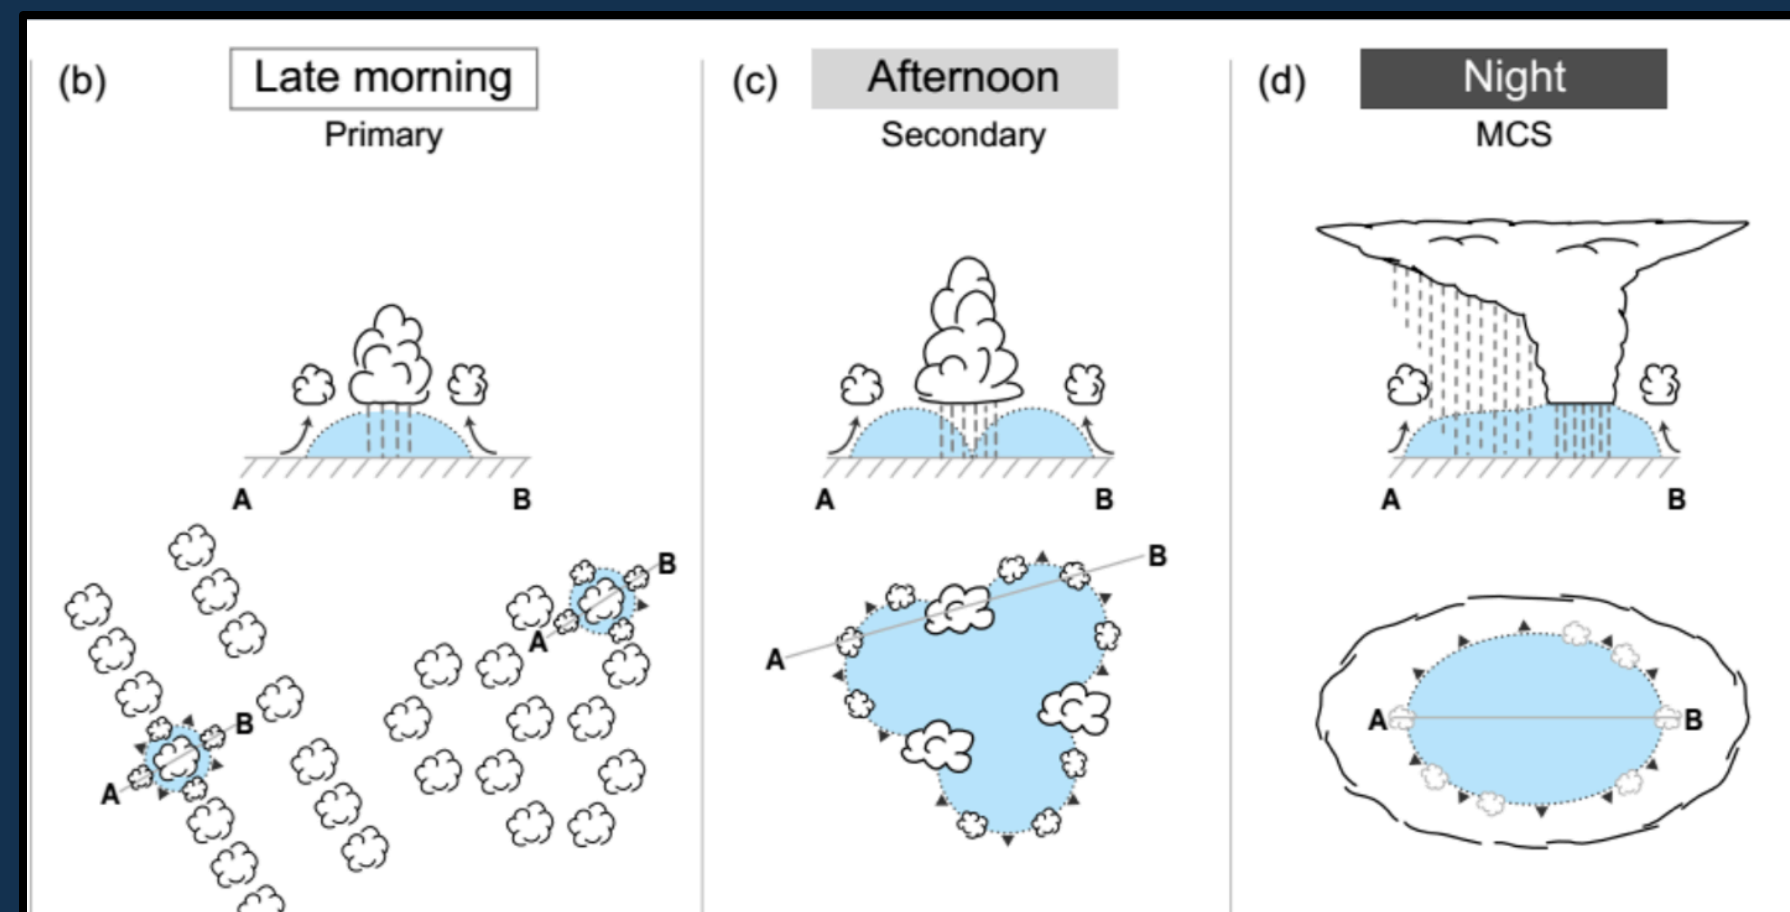 (b) Late morning
Primary
A B
B
A
B
A
(c) Afternoon
Secondary
A B
B
A
(d) Night
MCS
A B
A B